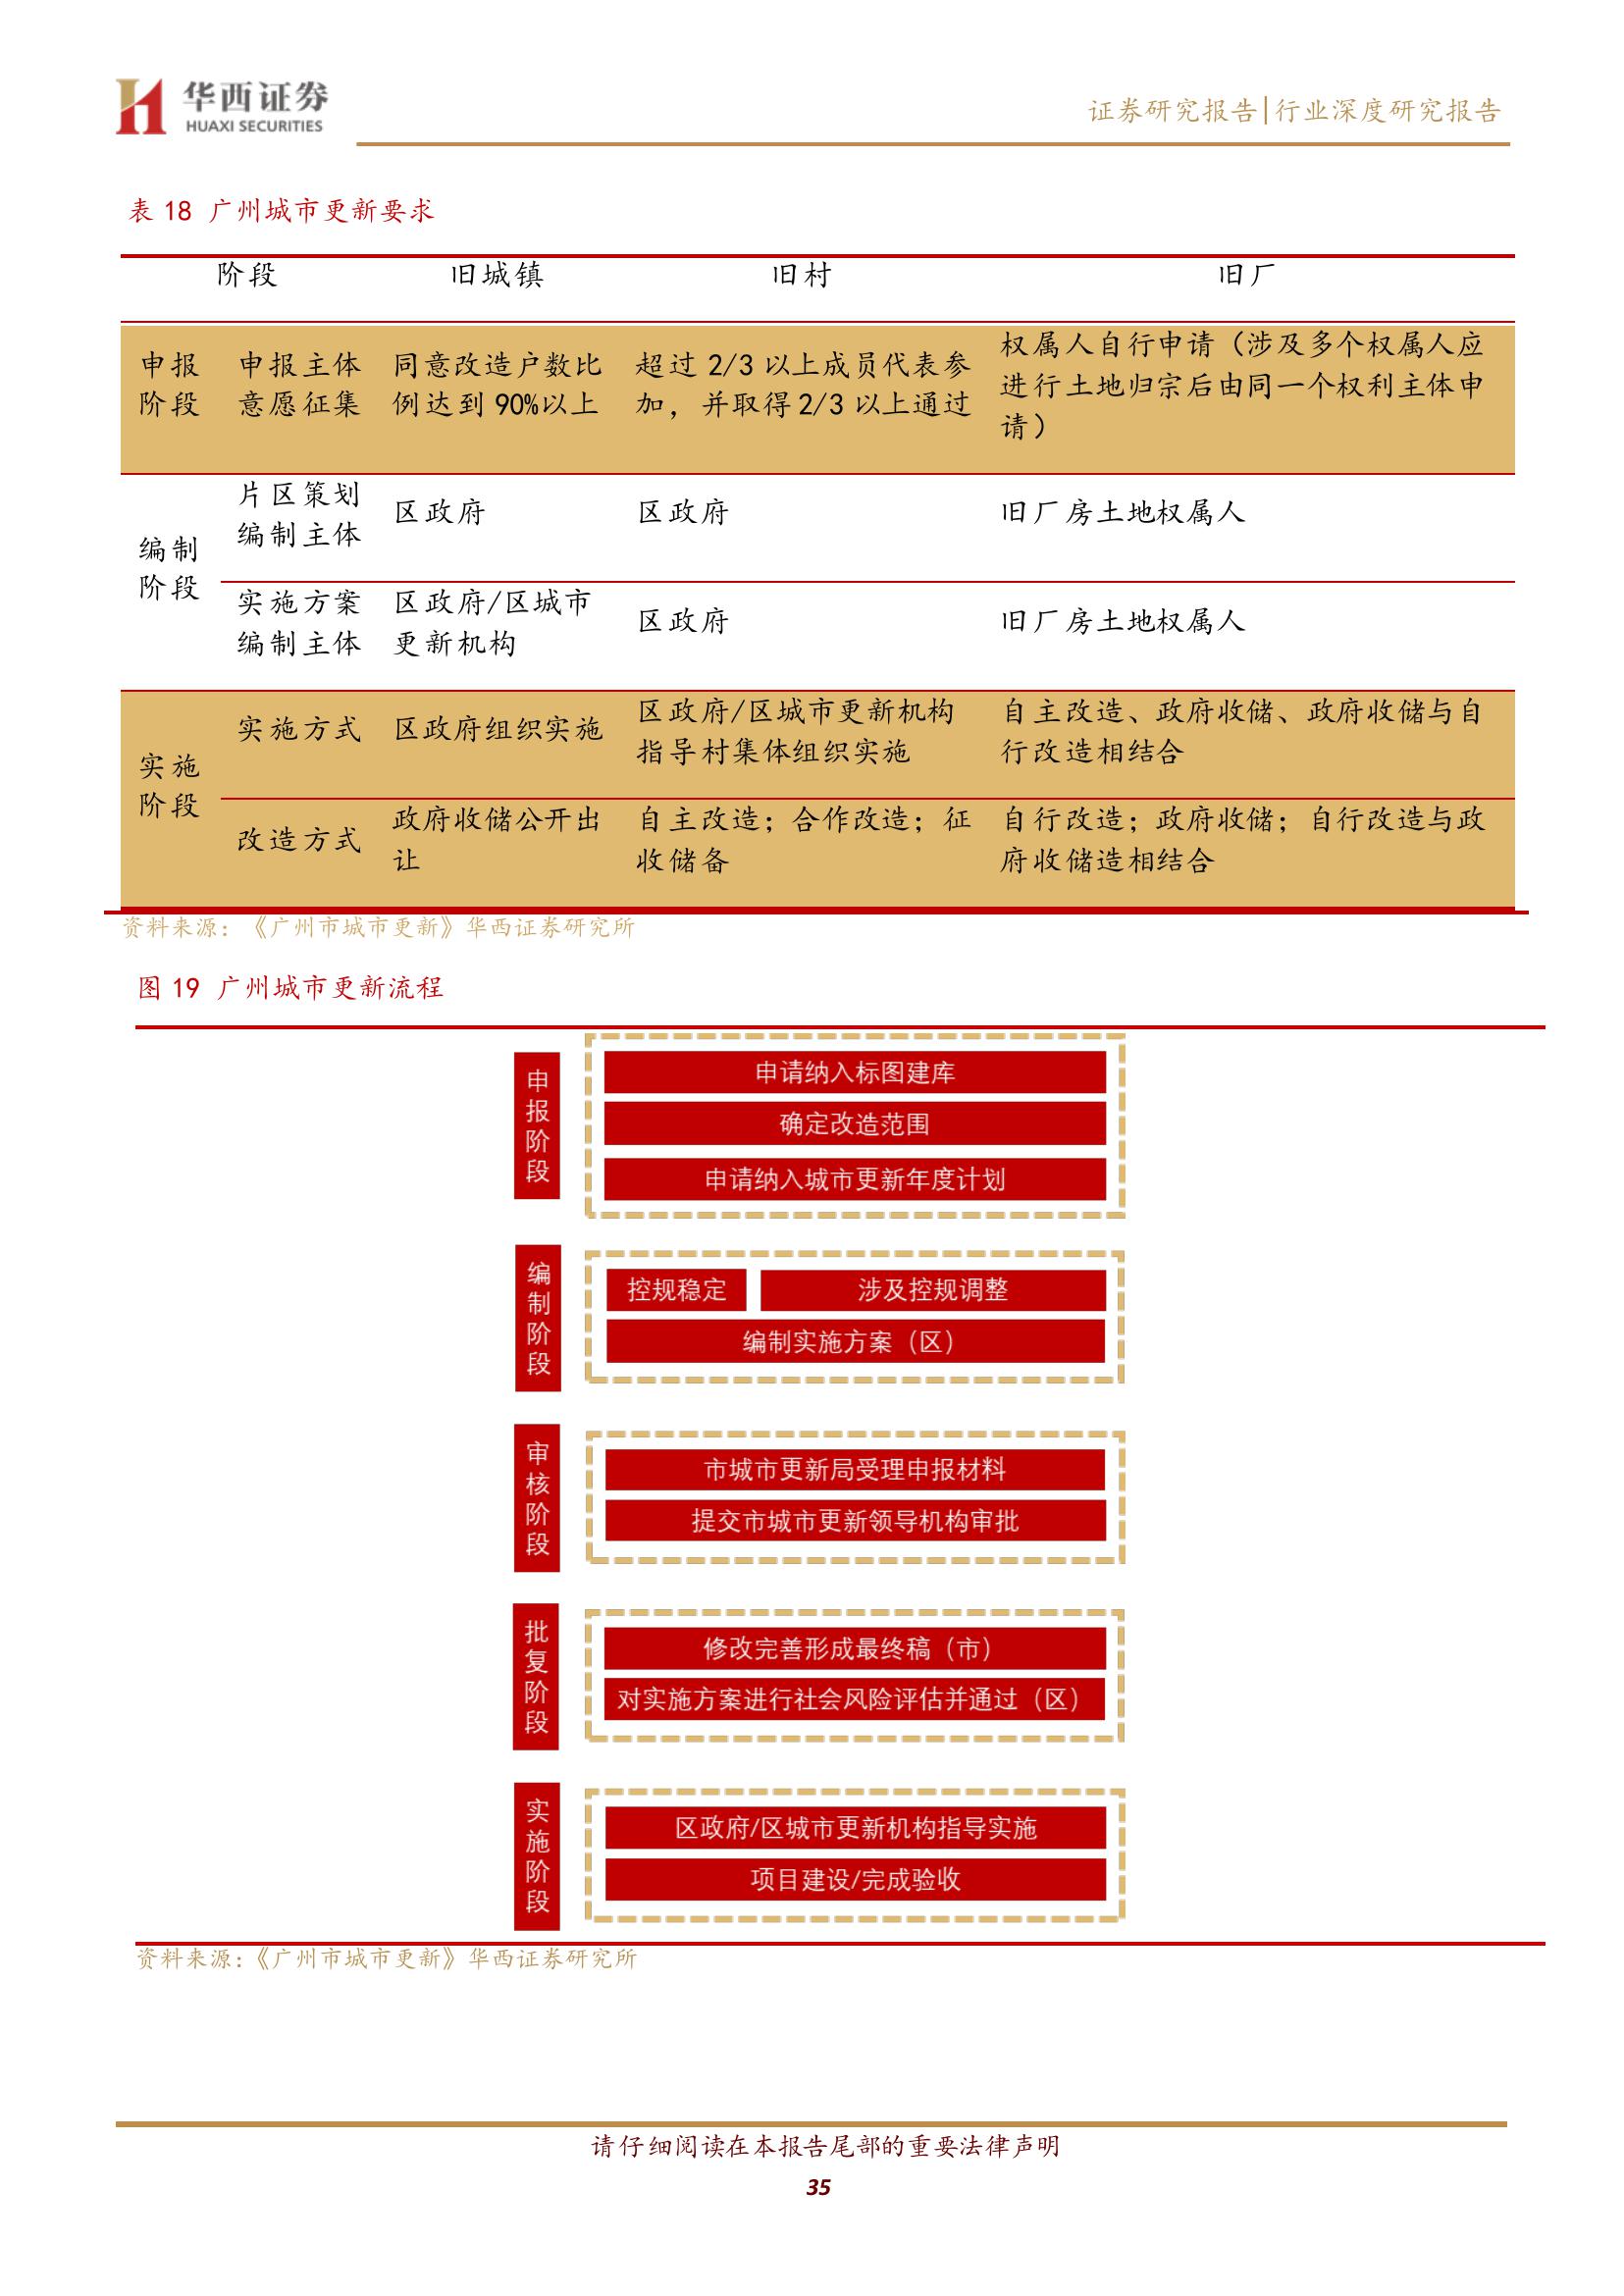 华西证券
HUAXI SECURITIES
证券研究报告|行业深度研究报告
表 18 广州城市更新要求
阶段 旧城镇 旧村 旧厂
申报
阶段
申报主体
意愿征集
同意改造户数比
例达到 90%以上
超过 2/3 以上成员代表参
加，并取得 2/3 以上通过
权属人自行申请（涉及多个权属人应
进行土地归宗后由同一个权利主体申
请）
编制
阶段
片区策划
编制主体
区政府
区政府
旧厂房土地权属人
实施方案
编制主体
区政府/区城市
更新机构
区政府
旧厂房土地权属人
实施
阶段
实施方式
区政府组织实施
区政府/区城市更新机构
指导村集体组织实施
自主改造、政府收储、政府收储与自
行改造相结合
改造方式
政府收储公开出
让
自主改造；合作改造；征
收储备
自行改造；政府收储；自行改造与政
府收储造相结合
资料来源：《广州市城市更新》华西证券研究所
图 19 广州城市更新流程
申报阶段
申请纳入标图建库
确定改造范围
申请纳入城市更新年度计划
编制阶段
控规稳定 涉及控规调整
编制实施方案（区）
审核阶段
市城市更新局受理申报材料
提交市城市更新领导机构审批
批复阶段
修改完善形成最终稿（市）
对实施方案进行社会风险评估并通过（区）
实施阶段
区政府/区城市更新机构指导实施
项目建设/完成验收
资料来源：《广州市城市更新》华西证券研究所
请仔细阅读在本报告尾部的重要法律声明
35